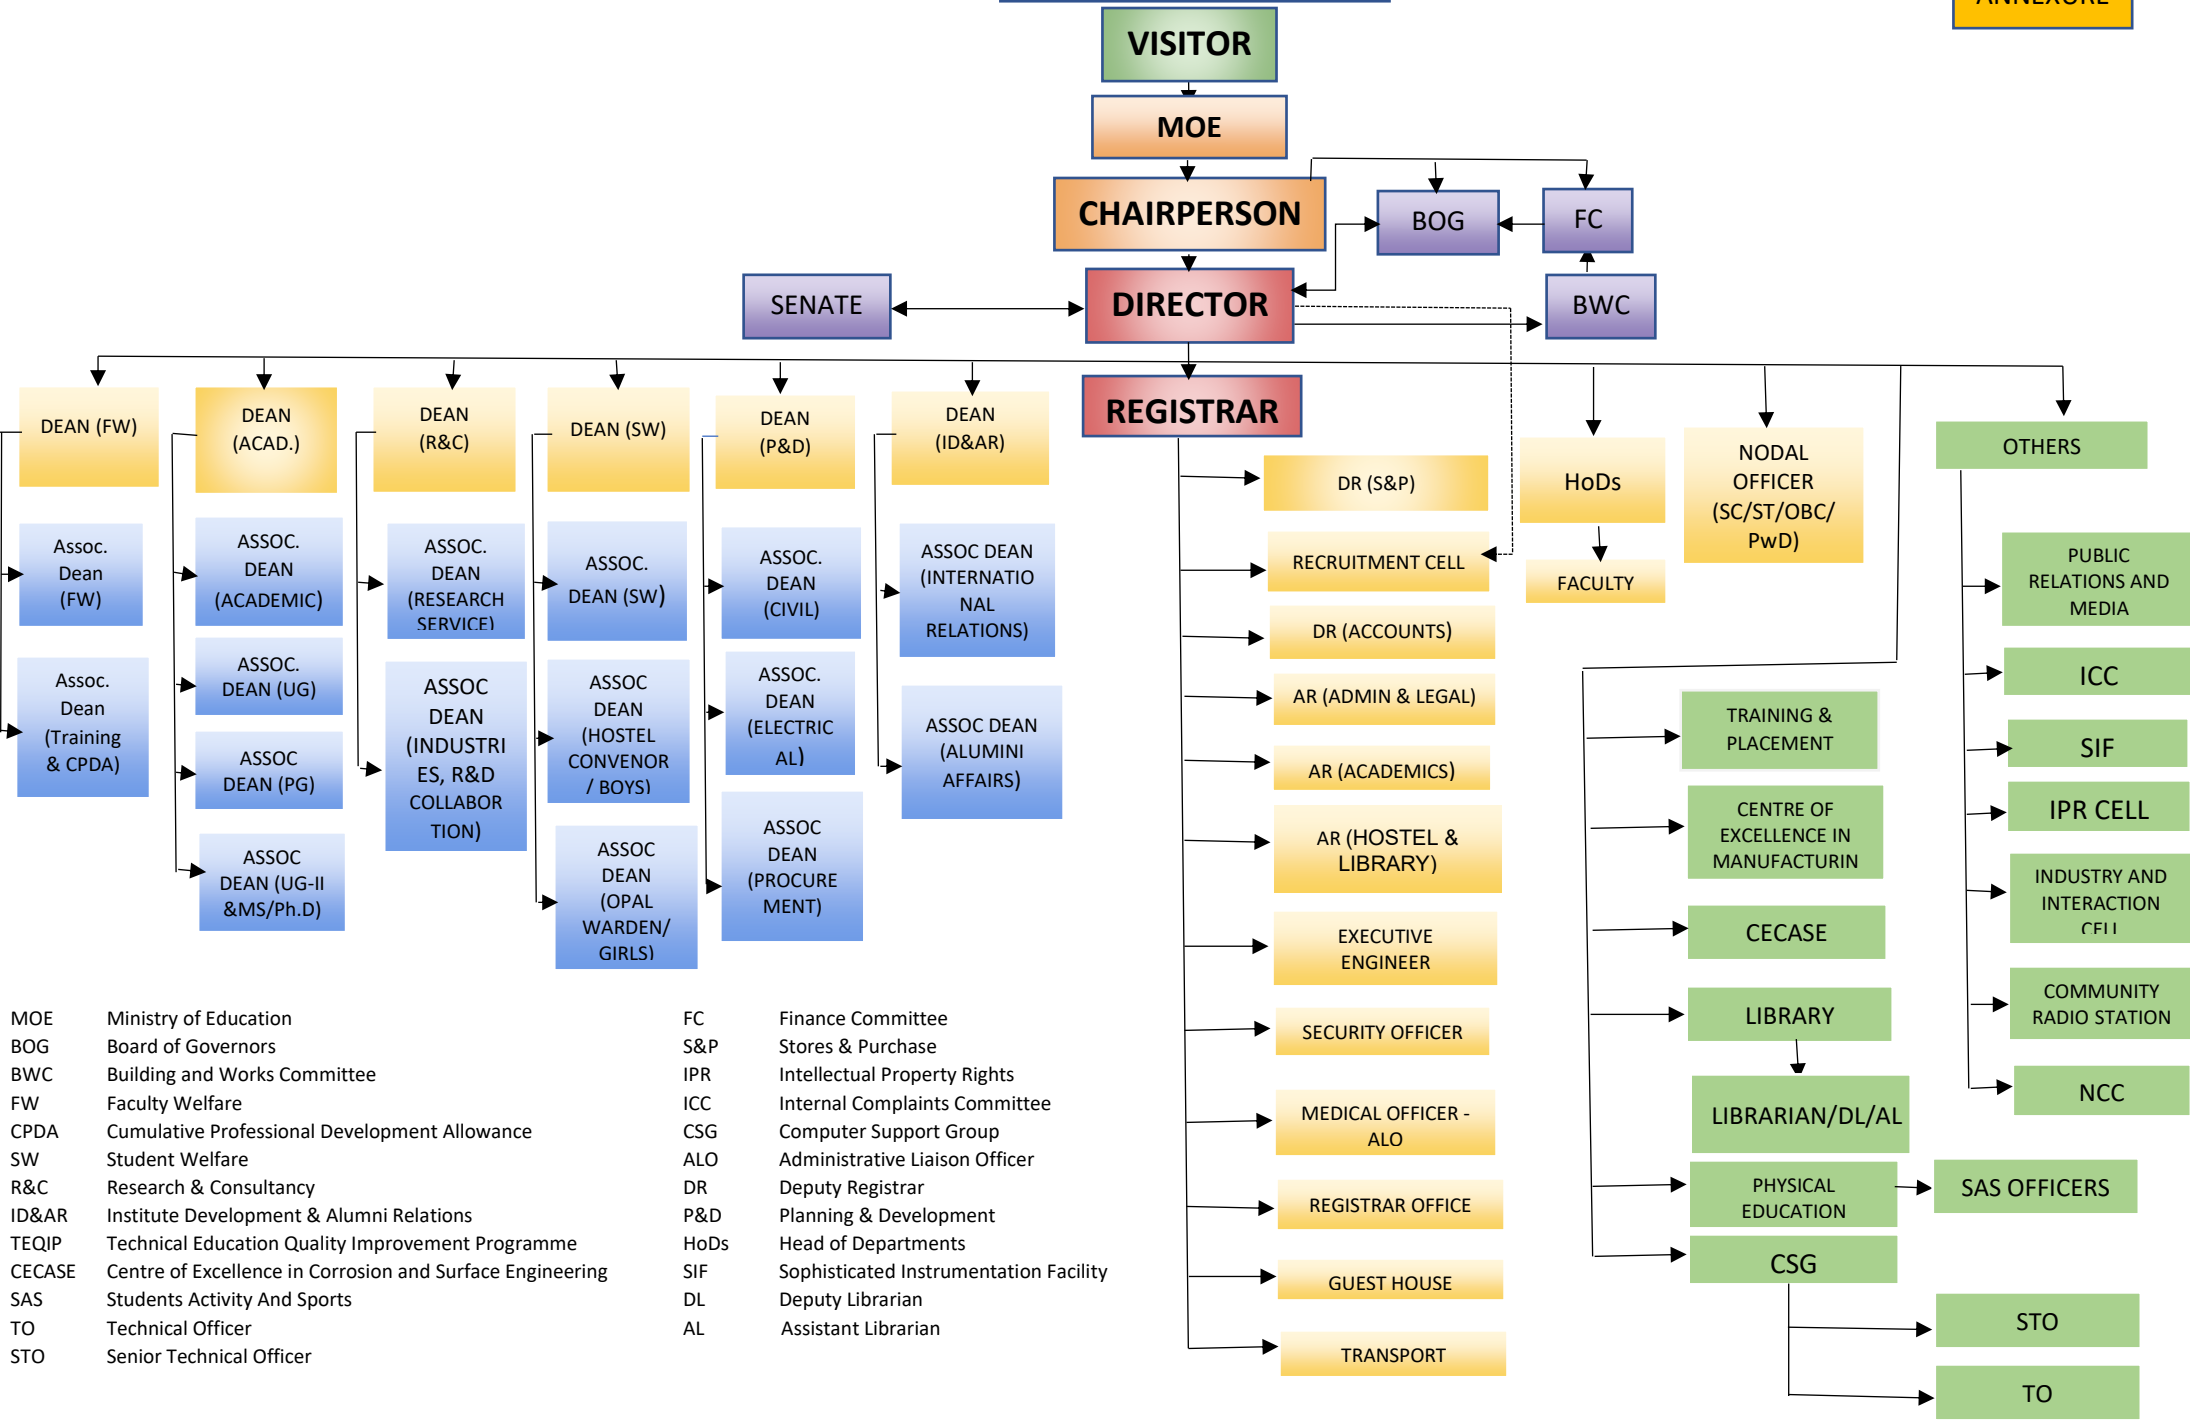 ANNEXURE
VISITOR
MOE
CHAIRPERSON
BOG
FC
SENATE
DIRECTOR
BWC
DEAN (FW)
DEAN
(ACAD.)
DEAN
(R&C)
DEAN (SW)
DEAN
(P&D)
DEAN
(ID&AR)
REGISTRAR
Assoc.
Dean
(FW)
Assoc.
Dean
(Training
& CPDA)
ASSOC.
DEAN
(ACADEMIC)
ASSOC.
DEAN (UG)
ASSOC
DEAN (PG)
ASSOC
DEAN (UG-II
&MS/Ph.D)
ASSOC.
DEAN
(RESEARCH
SERVICE)
ASSOC
DEAN
(INDUSTRI
ES, R&D
COLLABOR
TION)
ASSOC.
DEAN (SW)
ASSOC
DEAN
(HOSTEL
CONVENOR
/ BOYS)
ASSOC
DEAN
(OPAL
WARDEN/
GIRLS)
ASSOC.
DEAN
(CIVIL)
ASSOC.
DEAN
(ELECTRIC
AL)
ASSOC
DEAN
(PROCURE
MENT)
ASSOC DEAN
(INTERNATIO
NAL
RELATIONS)
ASSOC DEAN
(ALUMINI
AFFAIRS)
DR (S&P)
RECRUITMENT CELL
DR (ACCOUNTS)
AR (ADMIN & LEGAL)
AR (ACADEMICS)
AR (HOSTEL &
LIBRARY)
EXECUTIVE
ENGINEER
SECURITY OFFICER
MEDICAL OFFICER -
ALO
REGISTRAR OFFICE
GUEST HOUSE
TRANSPORT
HoDs
FACULTY
NODAL
OFFICER
(SC/ST/OBC/
PwD)
TRAINING &
PLACEMENT
CENTRE OF
EXCELLENCE IN
MANUFACTURIN
CECASE
LIBRARY
LIBRARIAN/DL/AL
PHYSICAL
EDUCATION
SAS OFFICERS
CSG
STO
TO
OTHERS
PUBLIC
RELATIONS AND
MEDIA
ICC
SIF
IPR CELL
INDUSTRY AND
INTERACTION
CELL
COMMUNITY
RADIO STATION
NCC
MOE Ministry of Education
BOG Board of Governors
BWC Building and Works Committee
FW Faculty Welfare
CPDA Cumulative Professional Development Allowance
SW Student Welfare
R&C Research & Consultancy
ID&AR Institute Development & Alumni Relations
TEQIP Technical Education Quality Improvement Programme
CECASE Centre of Excellence in Corrosion and Surface Engineering
SAS Students Activity And Sports
TO Technical Officer
STO Senior Technical Officer
FC Finance Committee
S&P Stores & Purchase
IPR Intellectual Property Rights
ICC Internal Complaints Committee
CSG Computer Support Group
ALO Administrative Liaison Officer
DR Deputy Registrar
P&D Planning & Development
HoDs Head of Departments
SIF Sophisticated Instrumentation Facility
DL Deputy Librarian
AL Assistant Librarian